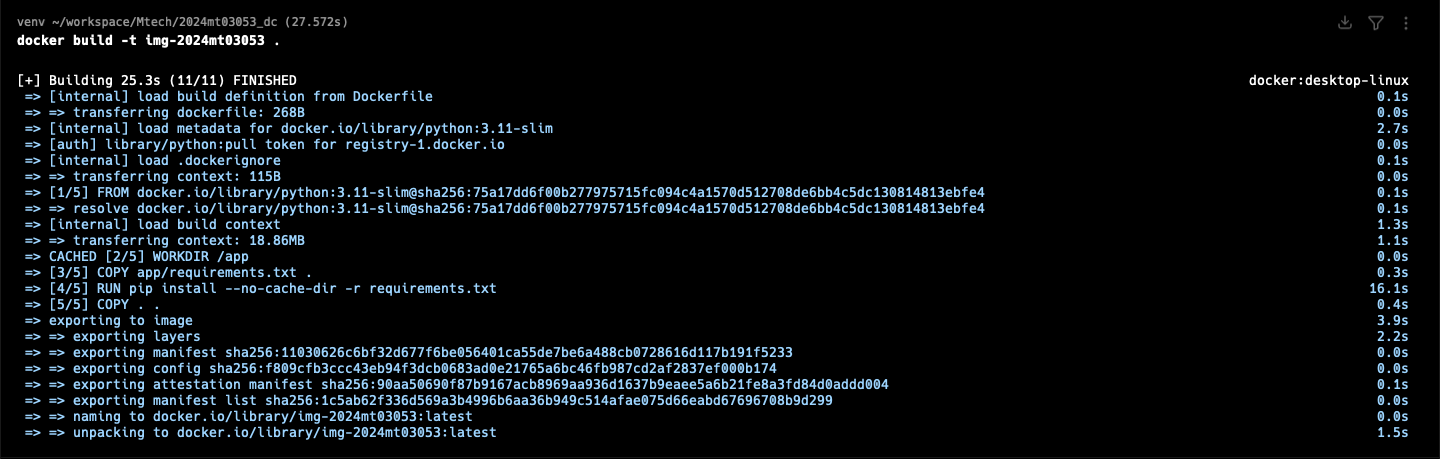 venv ~/workspace/Mtech/2024mt03053_dc (27.572s)
docker build -t img-2024mt03053 .
[+] Building 25.3s (11/11) FINISHED docker:desktop-linux
=> [internal] load build definition from Dockerfile 0.1s
=> => transferring dockerfile: 268B 0.0s
=> [internal] load metadata for docker.io/library/python:3.11-slim 2.7s
=> [auth] library/python:pull token for registry-1.docker.io 0.0s
=> [internal] load .dockerignore 0.1s
=> => transferring context: 115B 0.0s
=> [1/5] FROM docker.io/library/python:3.11-slim@sha256:75a17dd6f00b277975715fc094c4a1570d512708de6bb4c5dc130814813ebfe4 0.1s
=> => resolve docker.io/library/python:3.11-slim@sha256:75a17dd6f00b277975715fc094c4a1570d512708de6bb4c5dc130814813ebfe4 0.1s
=> [internal] load build context 1.3s
=> => transferring context: 18.86MB 1.1s
=> CACHED [2/5] WORKDIR /app 0.0s
=> [3/5] COPY app/requirements.txt . 0.3s
=> [4/5] RUN pip install --no-cache-dir -r requirements.txt 16.1s
=> [5/5] COPY . . 0.4s
=> exporting to image 3.9s
=> => exporting layers 2.2s
=> => exporting manifest sha256:11030626c6bf32d677f6be056401ca55de7be6a488cb0728616d117b191f5233 0.0s
=> => exporting config sha256:f809cfb3ccc43eb94f3dcb0683ad0e21765a6bc46fb987cd2af2837ef000b174 0.0s
=> => exporting attestation manifest sha256:90aa50690f87b9167acb8969aa936d1637b9eaee5a6b21fe8a3fd84d0addd004 0.1s
=> => exporting manifest list sha256:1c5ab62f336d569a3b4996b6aa36b949c514afae075d66eabd67696708b9d299 0.0s
=> => naming to docker.io/library/img-2024mt03053:latest 0.0s
=> => unpacking to docker.io/library/img-2024mt03053:latest 1.5s